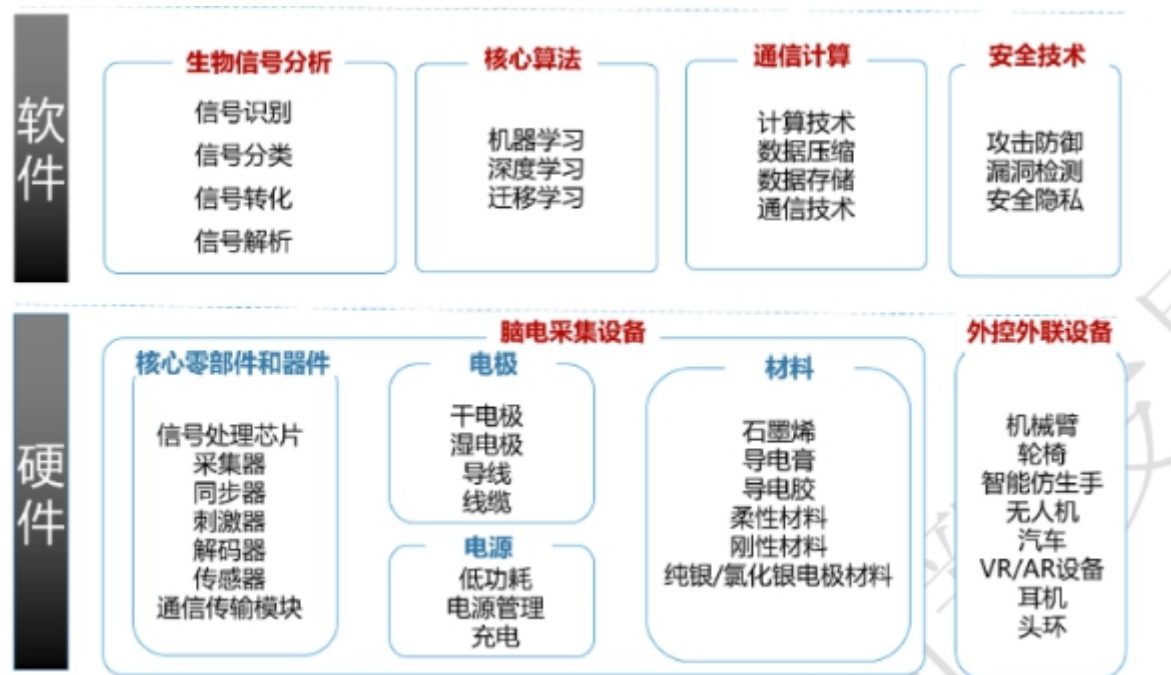 软件
生物信号分析
信号识别
信号分类
信号转化
信号解析
核心算法
机器学习
深度学习
迁移学习
通信计算
计算技术
数据压缩
数据存储
通信技术
安全技术
攻击防御
漏洞检测
安全隐私
硬件
脑电采集设备
核心零部件和器件
信号处理芯片
采集器
同步器
刺激器
解码器
传感器
通信传输模块
电极
干电极
湿电极
导线
线缆
电源
低功耗
电源管理
充电
材料
石墨烯
导电膏
导电胶
柔性材料
刚性材料
纯银/氯化银电极材料
外控外联设备
机械臂
轮椅
智能仿生手
无人机
汽车
VR/AR设备
耳机
头环